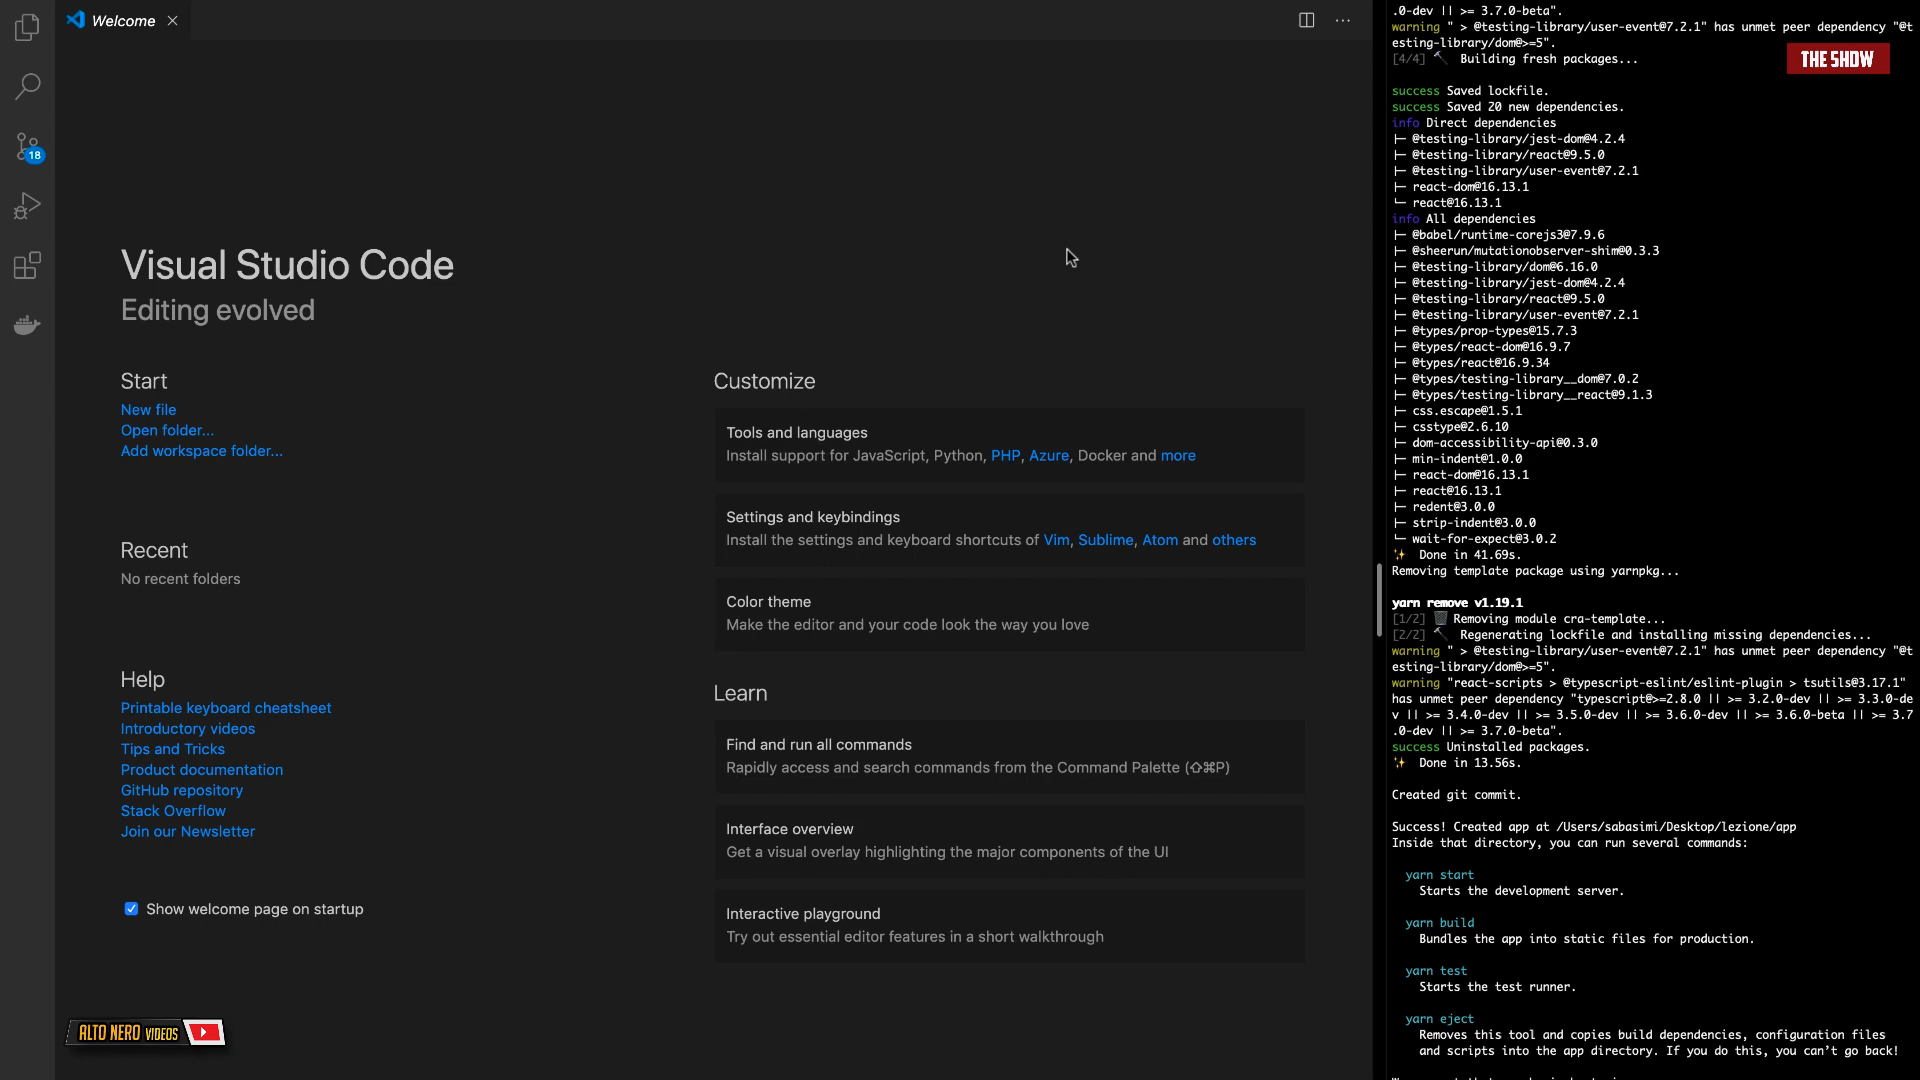 Welcome
18
Visual Studio Code
Editing evolved
Start
New file
Open folder...
Add workspace folder...
Recent
No recent folders
Help
Printable keyboard cheatsheet
Introductory videos
Tips and Tricks
Product documentation
GitHub repository
Stack Overflow
Join our Newsletter
Show welcome page on startup
Customize
Tools and languages
Install support for JavaScript, Python, PHP, Azure, Docker and more
Settings and keybindings
Install the settings and keyboard shortcuts of Vim, Sublime, Atom and others
Color theme
Make the editor and your code look the way you love
Learn
Find and run all commands
Rapidly access and search commands from the Command Palette (⇧⌘P)
Interface overview
Get a visual overlay highlighting the major components of the UI
Interactive playground
Try out essential editor features in a short walkthrough
ALTO NERO VIDEOS
.0-dev || >= 3.7.0-beta".
warning " > @testing-library/user-event@7.2.1" has unmet peer dependency "@t
esting-library/dom@>=5".
[4/4] Building fresh packages...
THE SHOW
success Saved lockfile.
success Saved 20 new dependencies.
info Direct dependencies
├─ @testing-library/jest-dom@4.2.4
├─ @testing-library/react@9.5.0
├─ @testing-library/user-event@7.2.1
├─ react-dom@16.13.1
└─ react@16.13.1
info All dependencies
├─ @babel/runtime-corejs3@7.9.6
├─ @sheerun/mutationobserver-shim@0.3.3
├─ @testing-library/dom@6.16.0
├─ @testing-library/jest-dom@4.2.4
├─ @testing-library/react@9.5.0
├─ @testing-library/user-event@7.2.1
├─ @types/prop-types@15.7.3
├─ @types/react-dom@16.9.7
├─ @types/react@16.9.34
├─ @types/testing-library__dom@7.0.2
├─ @types/testing-library__react@9.1.3
├─ css.escape@1.5.1
├─ csstype@2.6.10
├─ dom-accessibility-api@0.3.0
├─ min-indent@1.0.0
├─ react-dom@16.13.1
├─ react@16.13.1
├─ redent@3.0.0
├─ strip-indent@3.0.0
└─ wait-for-expect@3.0.2
✨ Done in 41.69s.
Removing template package using yarnpkg...
yarn remove v1.19.1
[1/2] Removing module cra-template...
[2/2] Regenerating lockfile and installing missing dependencies...
warning " > @testing-library/user-event@7.2.1" has unmet peer dependency "@t
esting-library/dom@>=5".
warning "react-scripts > @typescript-eslint/eslint-plugin > tsutils@3.17.1"
has unmet peer dependency "typescript@>=2.8.0 || >= 3.2.0-dev || >= 3.3.0-de
v || >= 3.4.0-dev || >= 3.5.0-dev || >= 3.6.0-dev || >= 3.6.0-beta || >= 3.7
.0-dev || >= 3.7.0-beta".
success Uninstalled packages.
✨ Done in 13.56s.
Created git commit.
Success! Created app at /Users/sabasimi/Desktop/lezione/app
Inside that directory, you can run several commands:
yarn start
Starts the development server.
yarn build
Bundles the app into static files for production.
yarn test
Starts the test runner.
yarn eject
Removes this tool and copies build dependencies, configuration files
and scripts into the app directory. If you do this, you can't go back!